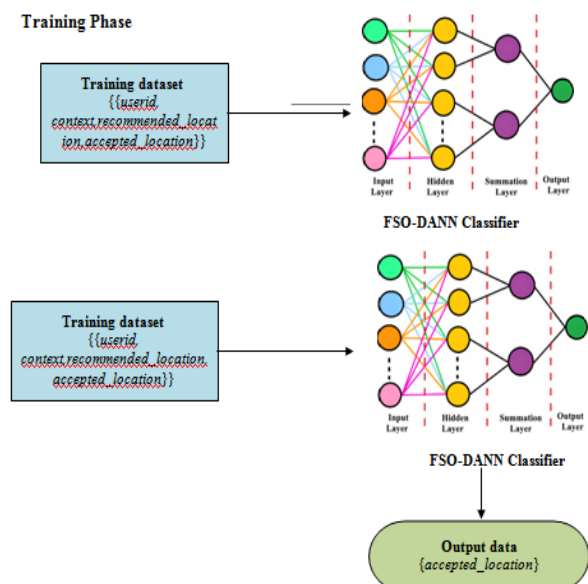 Training Phase
Training dataset
{{userid,
context,recommended_locat
ion,accepted_location}}
Input
Layer
Hidden
Layer
Summation
Layer
Output
Layer
FSO-DANN Classifier
Training dataset
{{userid,
context,recommended_location,
accepted_location}}
Input
Layer
Hidden
Layer
Summation
Layer
Output
Layer
FSO-DANN Classifier
Output data
{accepted_location}